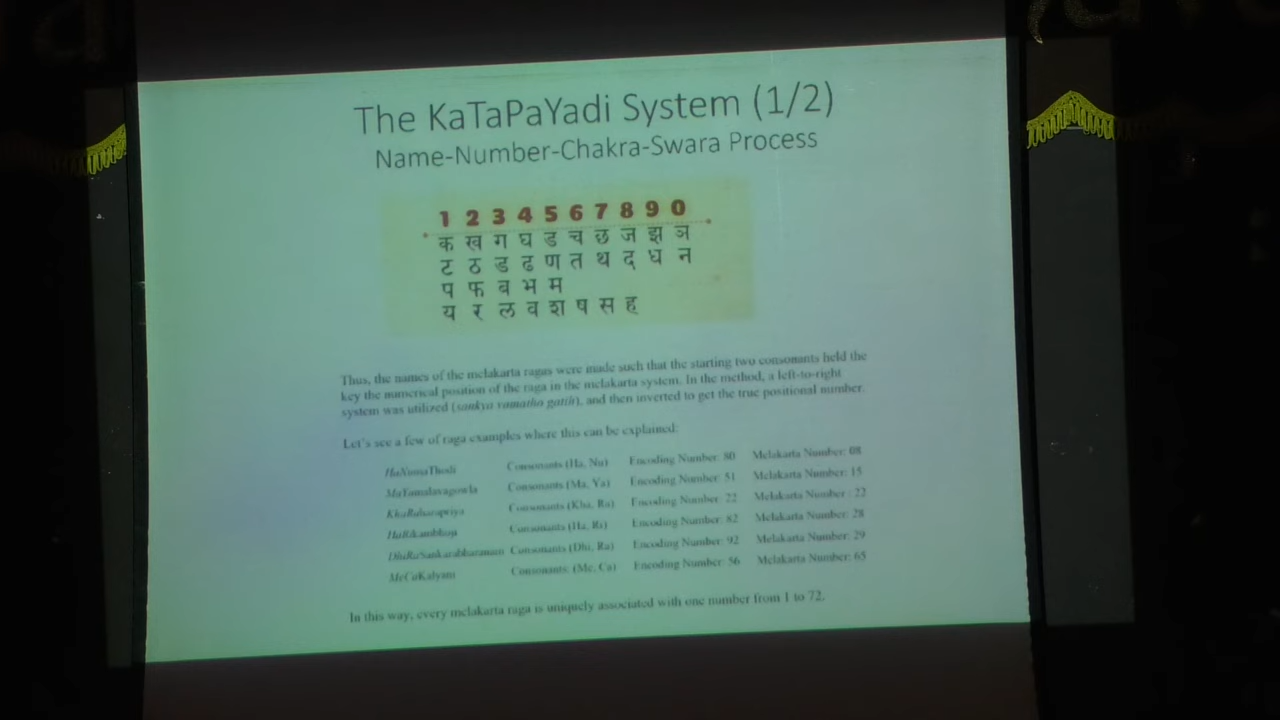 The KaTaPaYadi System (1/2)
Name-Number-Chakra-Swara Process
1 2 3 4 5 6 7 8 9 0
क ख ग घ ड च छ ज झ ञ
ट ठ ड ढ ण त थ द ध न
प फ ब भ म
य र ल व श ष स ह
Thus, the names of the melakarta ragas were made such that the starting two consonants held the
key the numerical position of the raga in the melakarta system. In the method, a left-to-right
system was utilized (sankya vamatho gatih), and then inverted to get the true positional number.
Let's see a few of raga examples where this can be explained:
HaNumaThodi Consonants (Ha, Nu) Encoding Number: 80 Melakarta Number: 08
MaYamalavagowla Consonants (Ma, Ya) Encoding Number: 51 Melakarta Number: 15
KhaRaharapriya Consonants (Kha, Ra) Encoding Number: 22 Melakarta Number : 22
HaRikambhoji Consonants (Ha, Ri) Encoding Number: 82 Melakarta Number: 28
DhiRaSankarabharanam Consonants (Dhi, Ra) Encoding Number: 92 Melakarta Number: 29
MeCaKalyani Consonants: (Me, Ca) Encoding Number: 56 Melakarta Number: 65
In this way, every melakarta raga is uniquely associated with one number from 1 to 72.